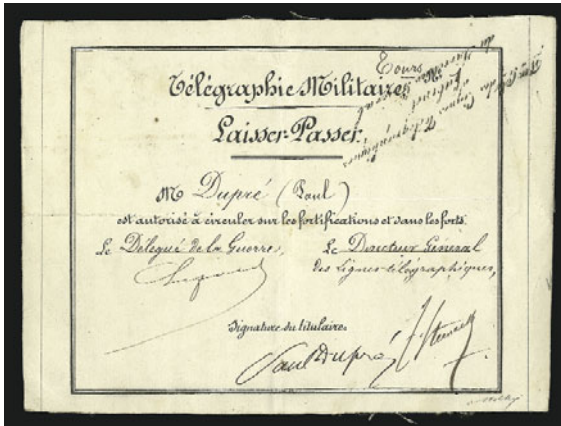 Tours
Télégraphie Militaire
Laisser-Passer
M Dupré (Paul)
est autorisé à circuler sur les fortifications et dans les forts.
Le Délégué de la Guerre,
Le Directeur Général
des Lignes télégraphiques,
Signature du titulaire,
Paul Dupré